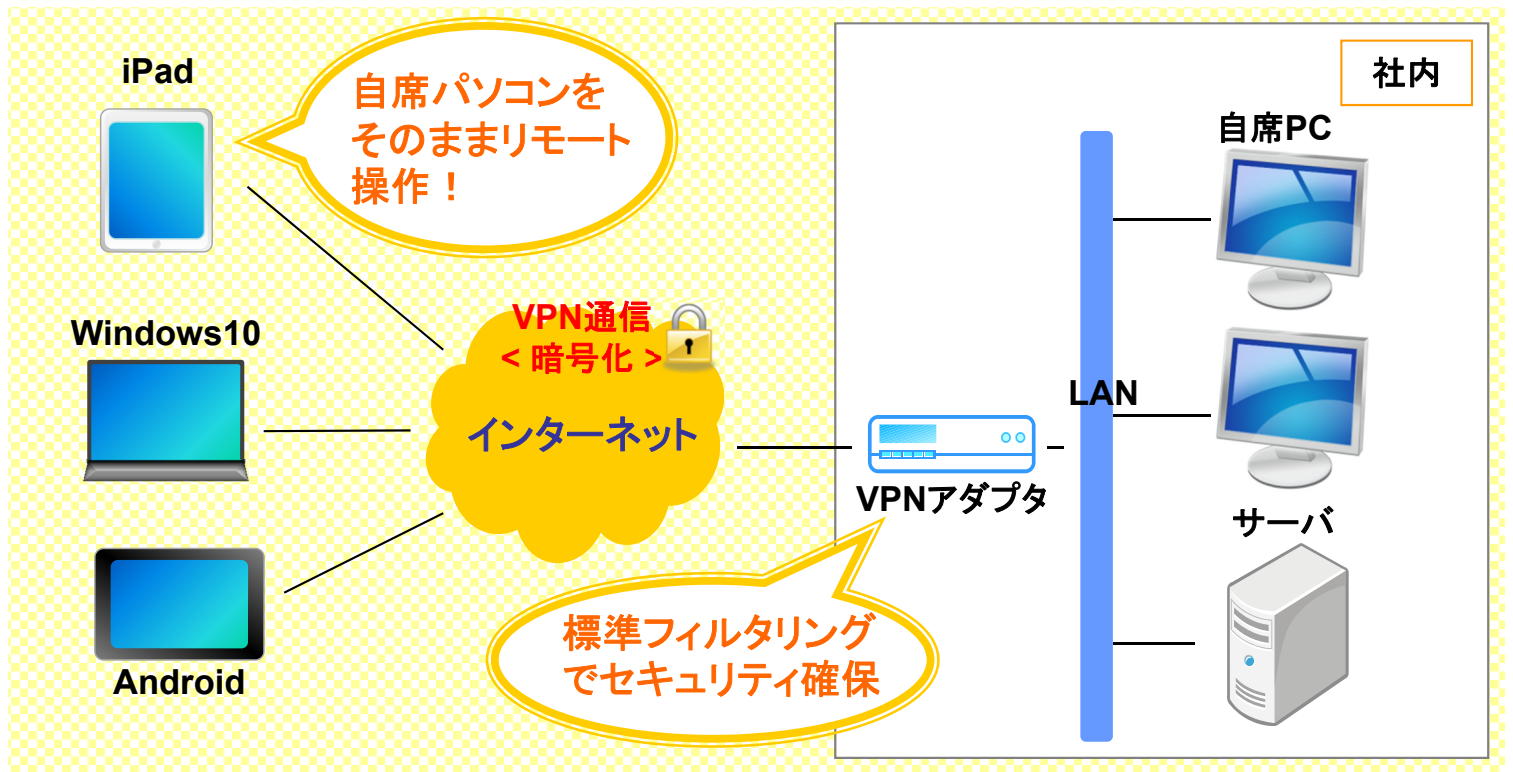 iPad
自席パソコンを
そのままリモート
操作！
社内
自席PC
Windows10
VPN通信
< 暗号化 >
インターネット
LAN
VPNアダプタ
サーバ
標準フィルタリング
でセキュリティ確保
Android